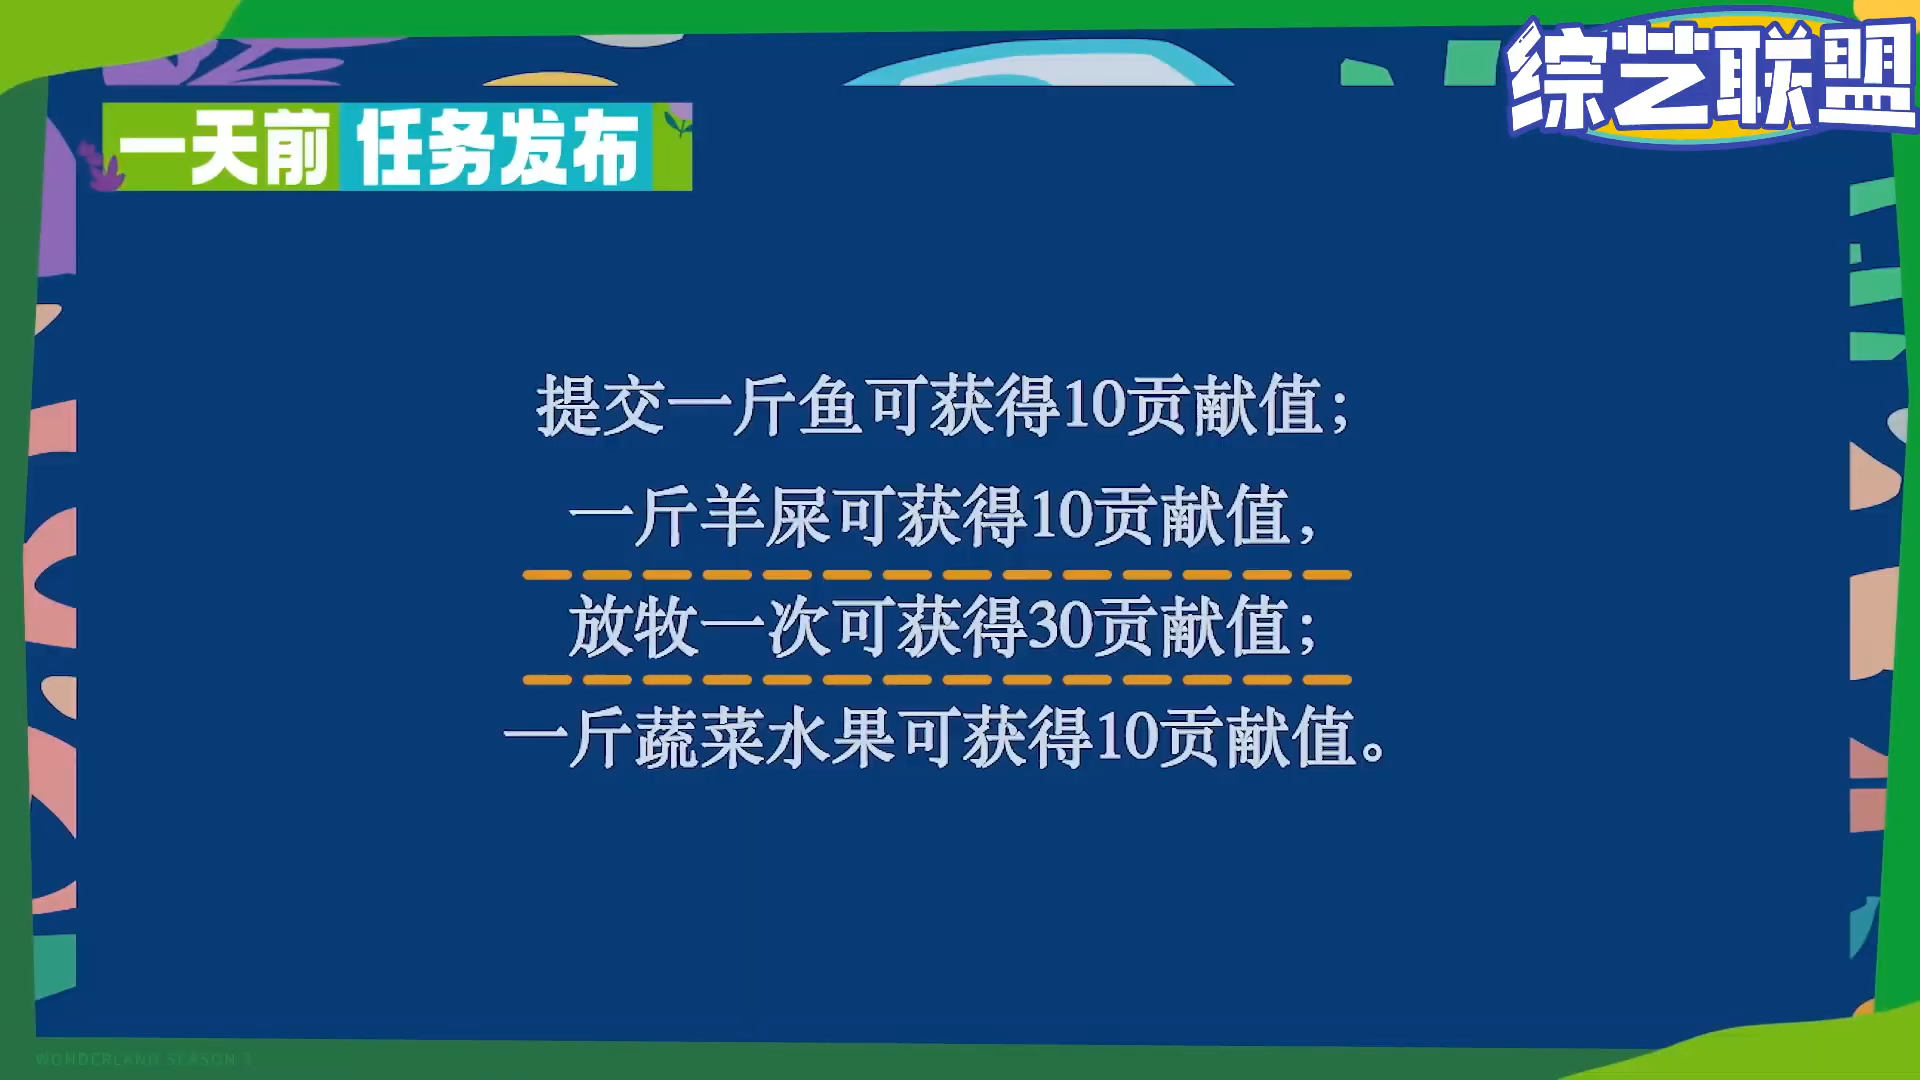 综艺联盟
一天前 任务发布
提交一斤鱼可获得10贡献值；
一斤羊屎可获得10贡献值，
放牧一次可获得30贡献值；
一斤蔬菜水果可获得10贡献值。
WONDERLAND SEASON 3